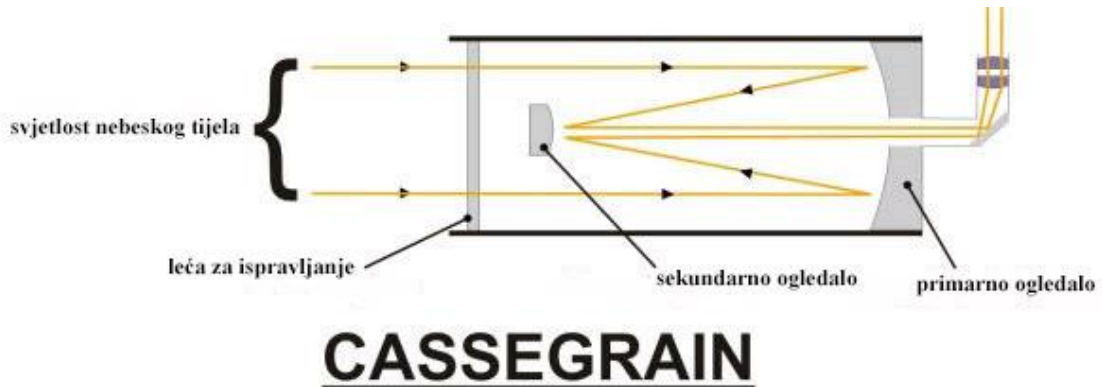 svjetlost nebeskog tijela
leća za ispravljanje
sekundarno ogledalo
primarno ogledalo
CASSEGRAIN